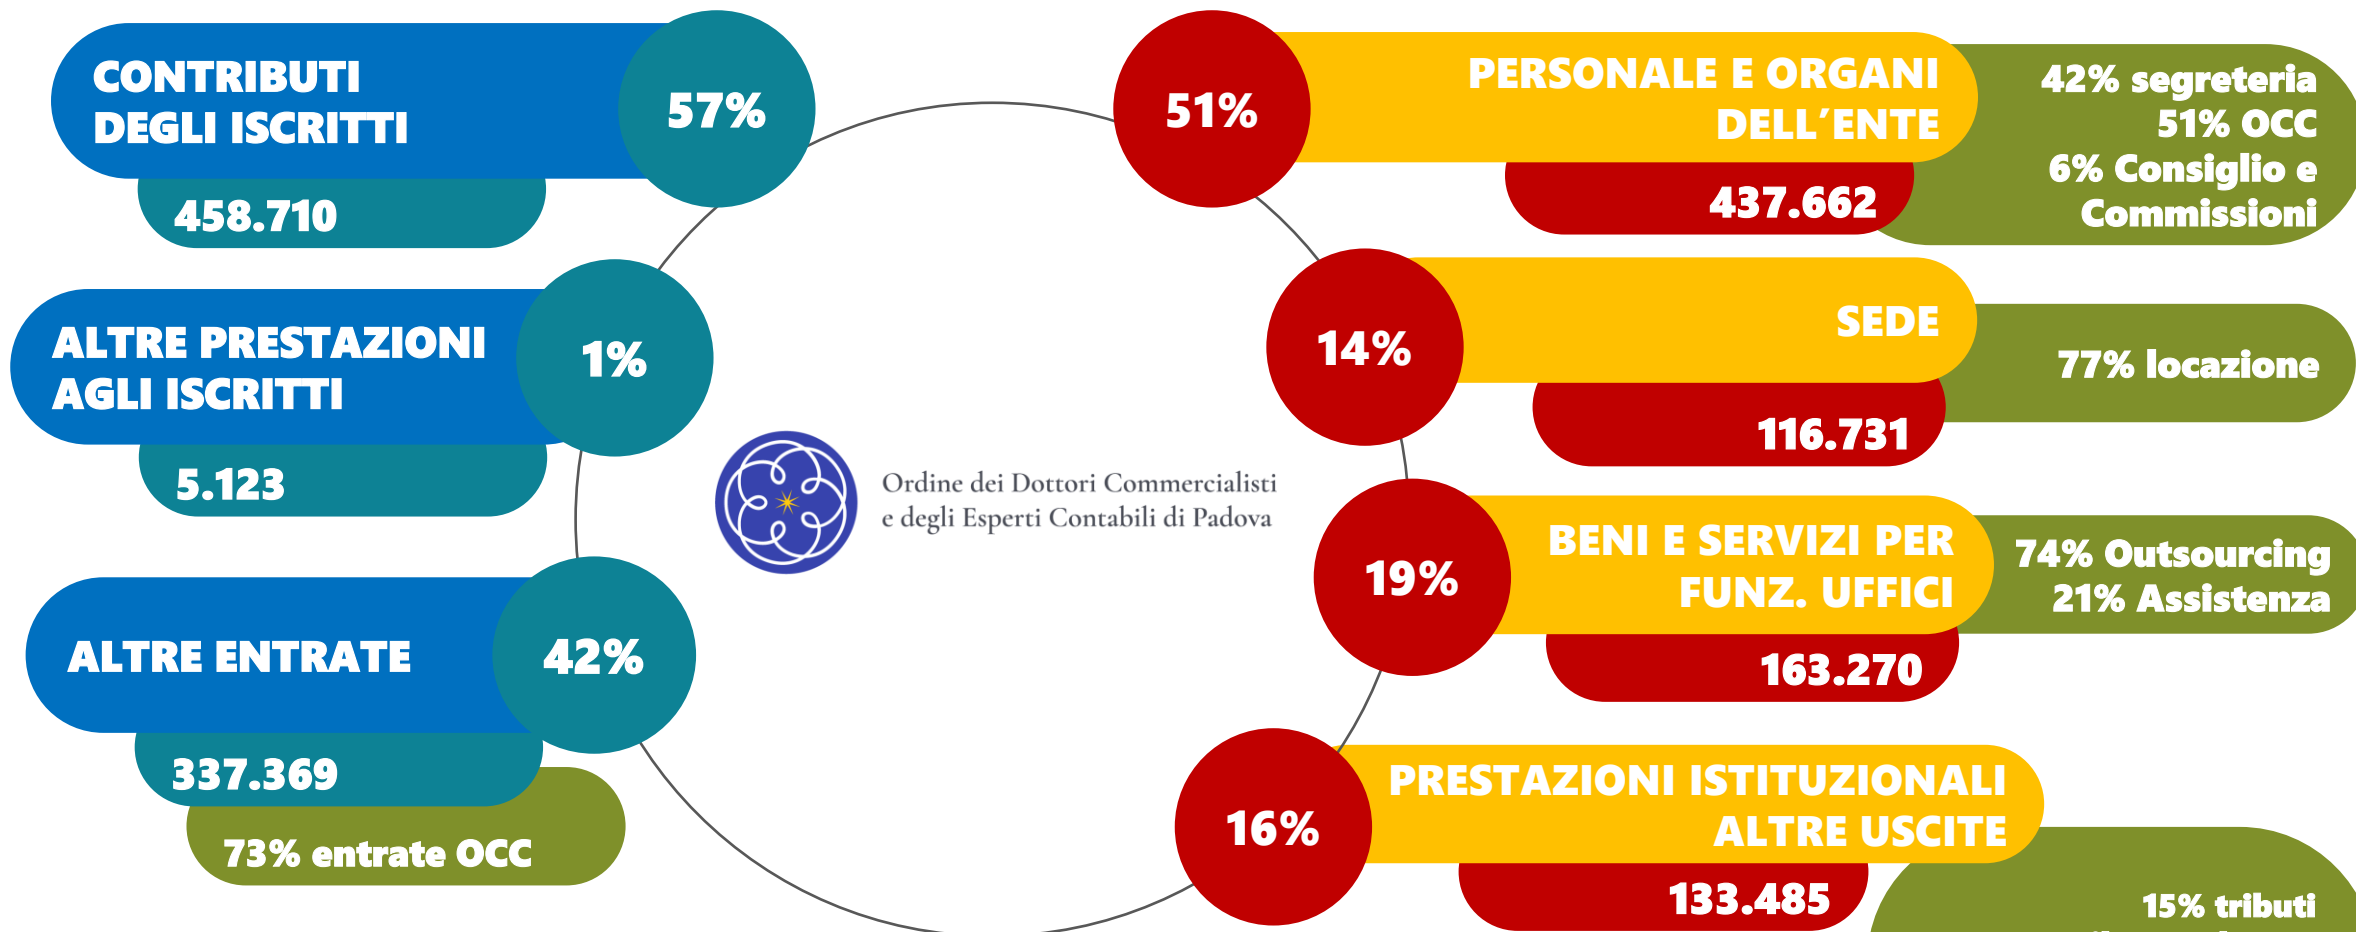 CONTRIBUTI
DEGLI ISCRITTI
57%
458.710
ALTRE PRESTAZIONI
AGLI ISCRITTI
1%
5.123
ALTRE ENTRATE
42%
337.369
73% entrate OCC
Ordine dei Dottori Commercialisti
e degli Esperti Contabili di Padova
51%
PERSONALE E ORGANI
DELL'ENTE
437.662
42% segreteria
51% OCC
6% Consiglio e
Commissioni
14%
SEDE
116.731
77% locazione
19%
BENI E SERVIZI PER
FUNZ. UFFICI
163.270
74% Outsourcing
21% Assistenza
16%
PRESTAZIONI ISTITUZIONALI
ALTRE USCITE
133.485
15% tributi